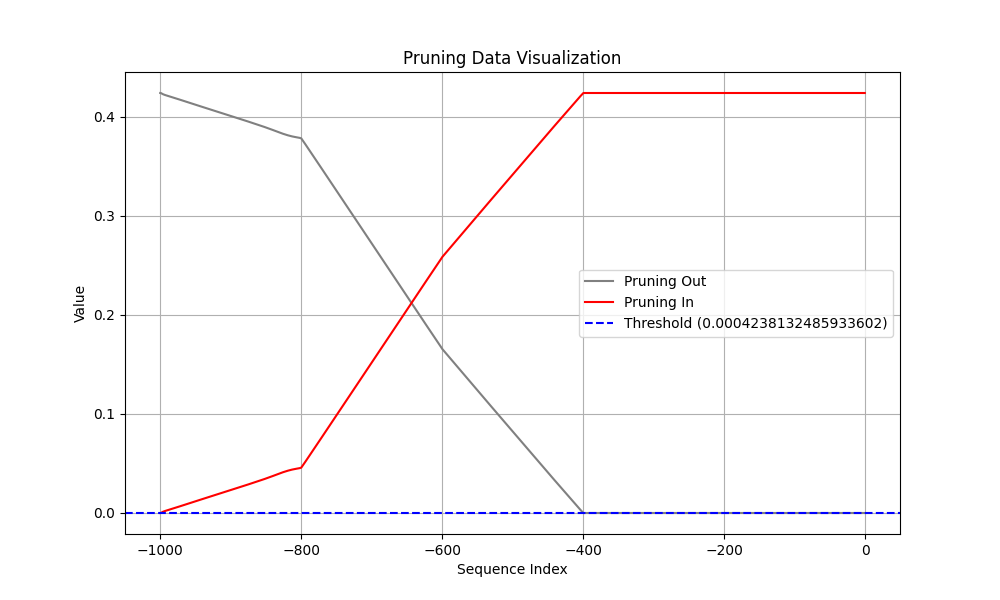 Pruning Data Visualization
Value
0.4
0.3
0.2
0.1
0.0
Pruning Out
Pruning In
Threshold (0.0004238132485933602)
−1000 −800 −600 −400 −200 0
Sequence Index